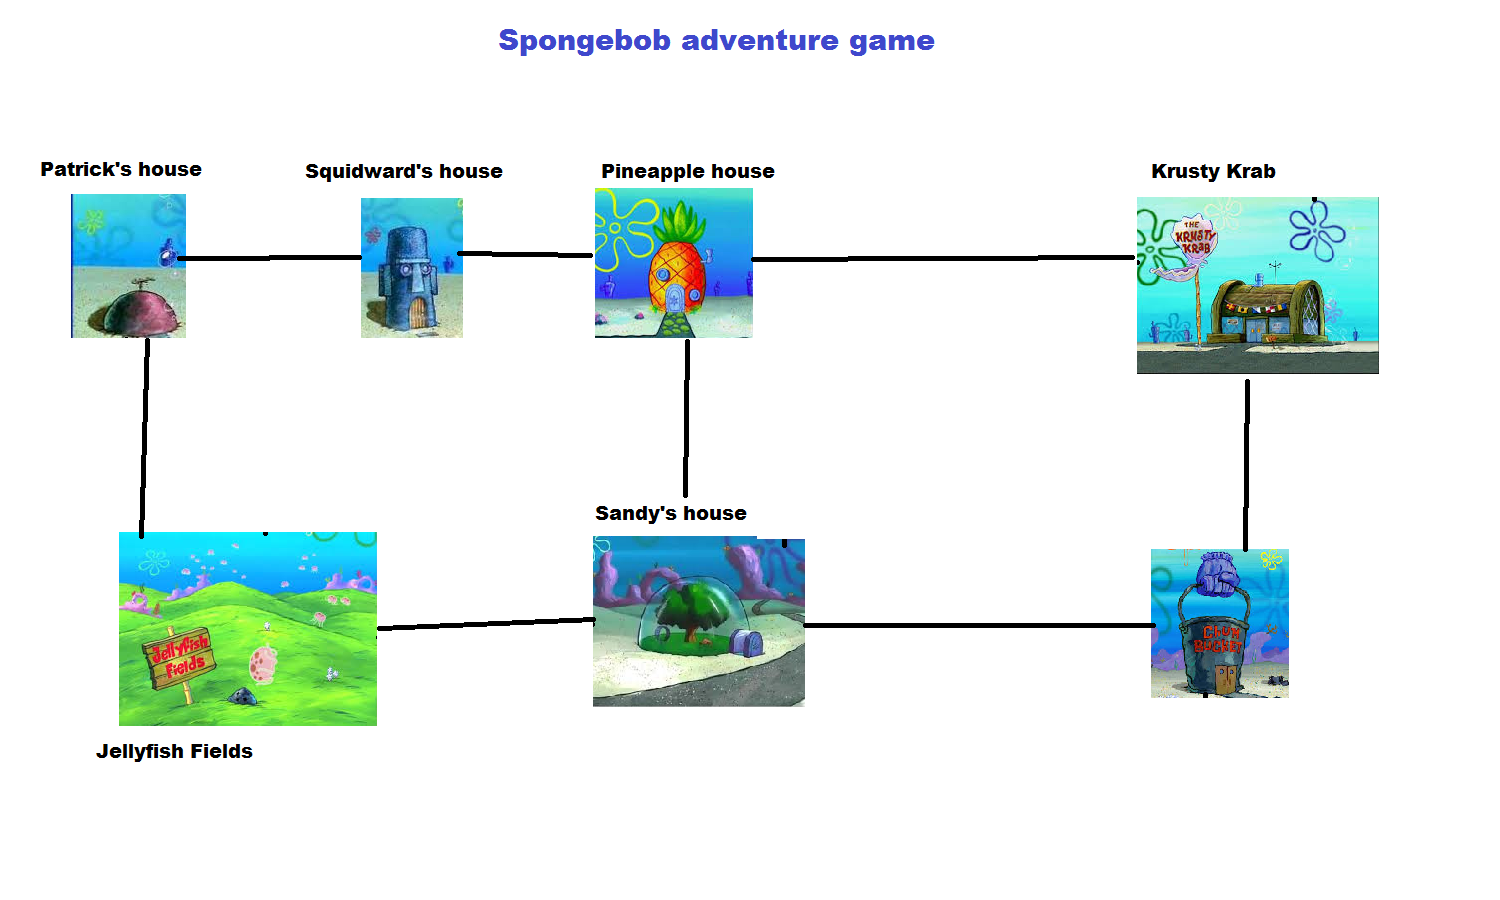 Spongebob adventure game
Patrick's house
Squidward's house
Pineapple house
Krusty Krab
THE
KRUSTY
KRAB
Sandy's house
Jellyfish
Fields
CHUM
BUCKET
Jellyfish Fields